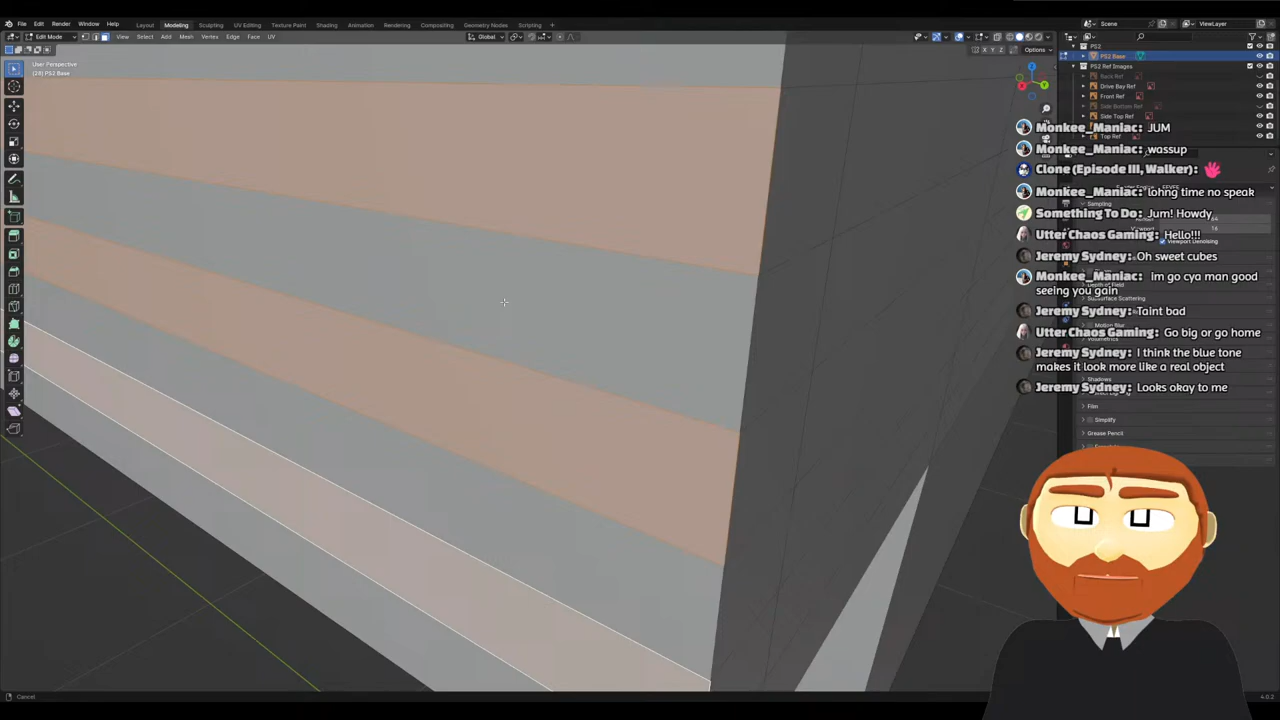 File Edit Render Window Help Layout Modeling Sculpting UV Editing Texture Paint Shading Animation Rendering Compositing Geometry Nodes Scripting + Scene ViewLayer
Edit Mode View Select Add Mesh Vertex Edge Face UV Global
X Y Z Options
User Perspective
(28) PS2 Base
PS2
PS2 Base
PS2 Ref Images
Back Ref
Drive Bay Ref
Front Ref
Side Bottom Ref
Side Top Ref
Top Ref
Monkee_Maniac: JUM
Monkee_Maniac: wassup
Clone (Episode III, Walker):
Monkee_Maniac: lohng time no speak
Sampling
Something To Do: Jum! Howdy
16
Utter Chaos Gaming: Hello!!!
Viewport Denoising
Jeremy Sydney: Oh sweet cubes
Monkee_Maniac: im go cya man good
seeing you gain
Depth of Field
Subsurface Scattering
Jeremy Sydney: Taint bad
Motion Blur
Utter Chaos Gaming: Go big or go home
Volumetrics
Jeremy Sydney: I think the blue tone
makes it look more like a real object
Shadows
Jeremy Sydney: Looks okay to me
Film
Simplify
Grease Pencil
Cancel
4.0.2